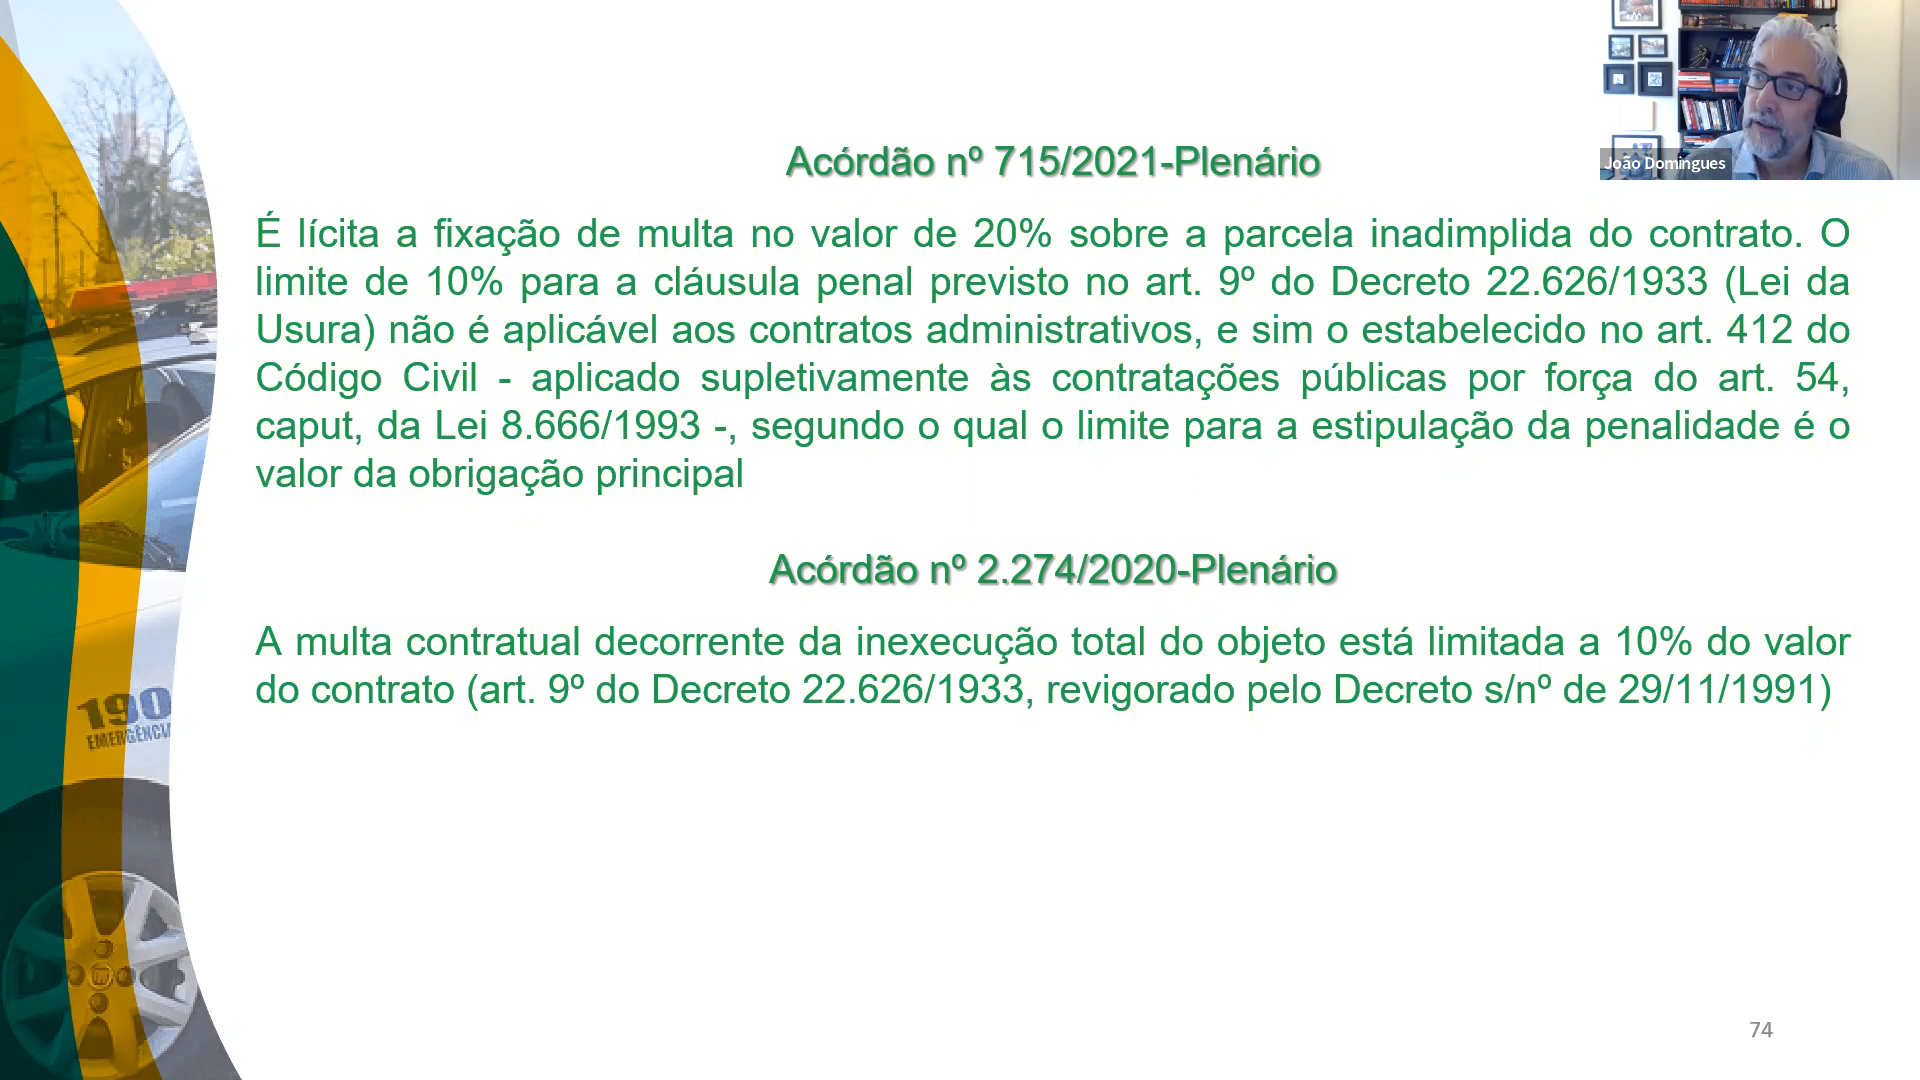 João Domingues
Acórdão nº 715/2021-Plenário
É lícita a fixação de multa no valor de 20% sobre a parcela inadimplida do contrato. O
limite de 10% para a cláusula penal previsto no art. 9º do Decreto 22.626/1933 (Lei da
Usura) não é aplicável aos contratos administrativos, e sim o estabelecido no art. 412 do
Código Civil - aplicado supletivamente às contratações públicas por força do art. 54,
caput, da Lei 8.666/1993 -, segundo o qual o limite para a estipulação da penalidade é o
valor da obrigação principal
Acórdão nº 2.274/2020-Plenário
A multa contratual decorrente da inexecução total do objeto está limitada a 10% do valor
do contrato (art. 9º do Decreto 22.626/1933, revigorado pelo Decreto s/nº de 29/11/1991)
190
EMERGÊNCIA
74